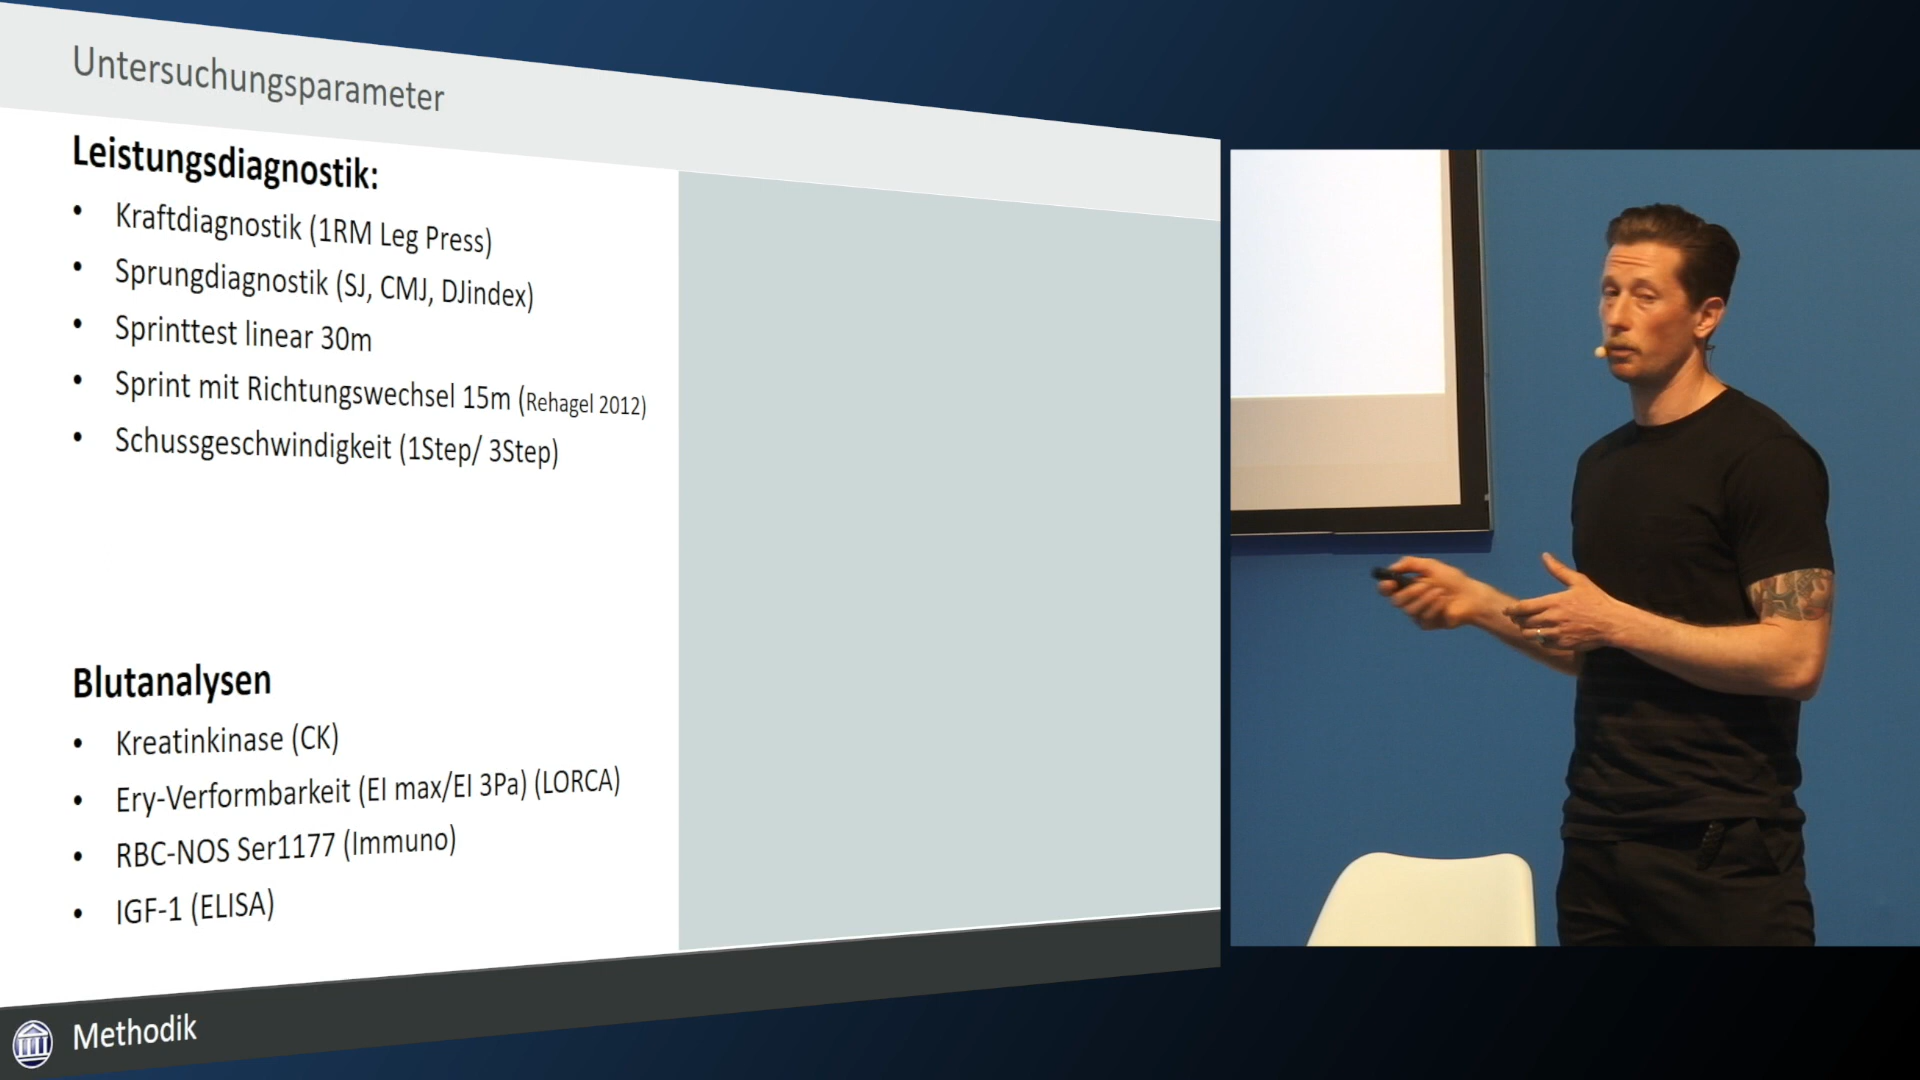 Untersuchungsparameter
Leistungsdiagnostik:
• Kraftdiagnostik (1RM Leg Press)
• Sprungdiagnostik (SJ, CMJ, DJindex)
• Sprinttest linear 30m
• Sprint mit Richtungswechsel 15m (Rehagel 2012)
• Schussgeschwindigkeit (1Step/ 3Step)
Blutanalysen
• Kreatinkinase (CK)
• Ery-Verformbarkeit (EI max/EI 3Pa) (LORCA)
• RBC-NOS Ser1177 (Immuno)
• IGF-1 (ELISA)
Methodik